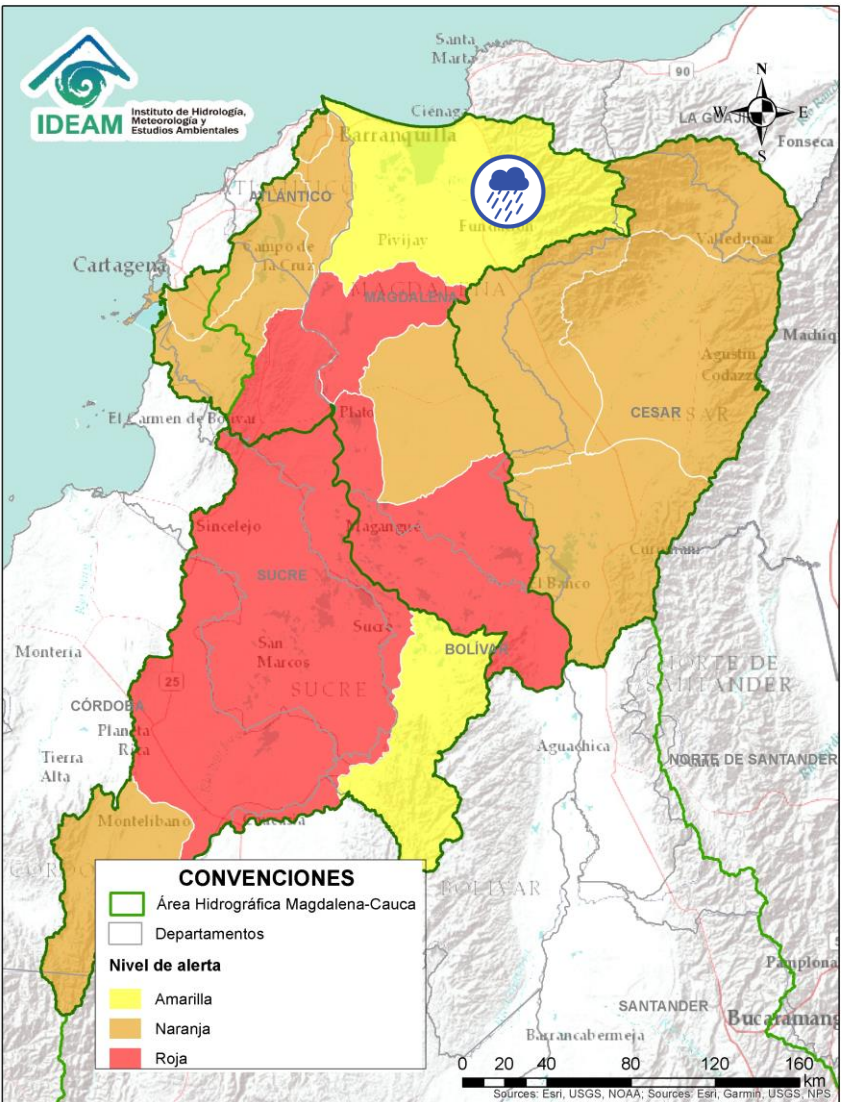 IDEAM
Instituto de Hidrología,
Meteorología y
Estudios Ambientales
Santa
Marta
90
N
W
E
S
Ciénaga
LA GUAJIRA
Fonseca
Barranquilla
ATLÁNTICO
Fundación
Pivijay
Campo de
la Cruz
Valledupar
Cartagena
MAGDALENA
MAGDALENA
Agustín
Codazzi
El Carmen de Bolívar
Plato
CESAR
CESAR
Sincelejo
Magangué
SUCRE
El Banco
Sucre
Montería
San
Marcos
BOLÍVAR
NORTE DE
SANTANDER
SUCRE
25
CÓRDOBA
Planeta
Rica
Aguachica
Tierra
Alta
NORTE DE SANTANDER
Montelibano
BOLÍVAR
CONVENCIONES
Área Hidrográfica Magdalena-Cauca
Departamentos
Nivel de alerta
Amarilla
Naranja
Roja
Pamplona
SANTANDER
Bucaramang
Barrancabermeja
0 20 40 80 120 160
km
Sources: Esri, USGS, NOAA; Sources: Esri, Garmin, USGS, NPS